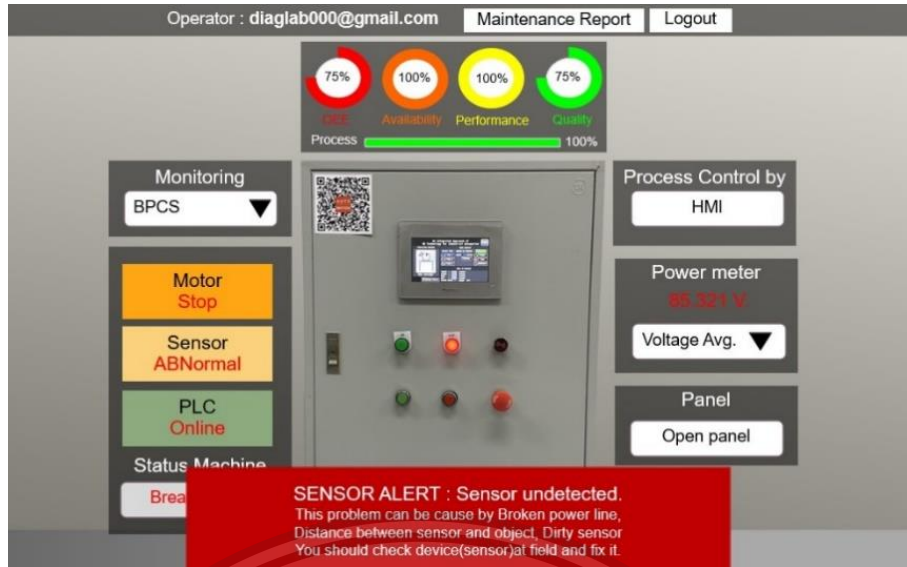 Operator : diaglab000@gmail.com Maintenance Report Logout
75% 100% 100% 75%
OEE Availability Performance Quality
Process 100%
Monitoring
BPCS
Motor
Stop
Sensor
ABNormal
PLC
Online
Status Machine
Brea
Process Control by
HMI
Power meter
85.321 V.
Voltage Avg.
Panel
Open panel
SENSOR ALERT : Sensor undetected.
This problem can be cause by Broken power line,
Distance between sensor and object, Dirty sensor
You should check device(sensor)at field and fix it.